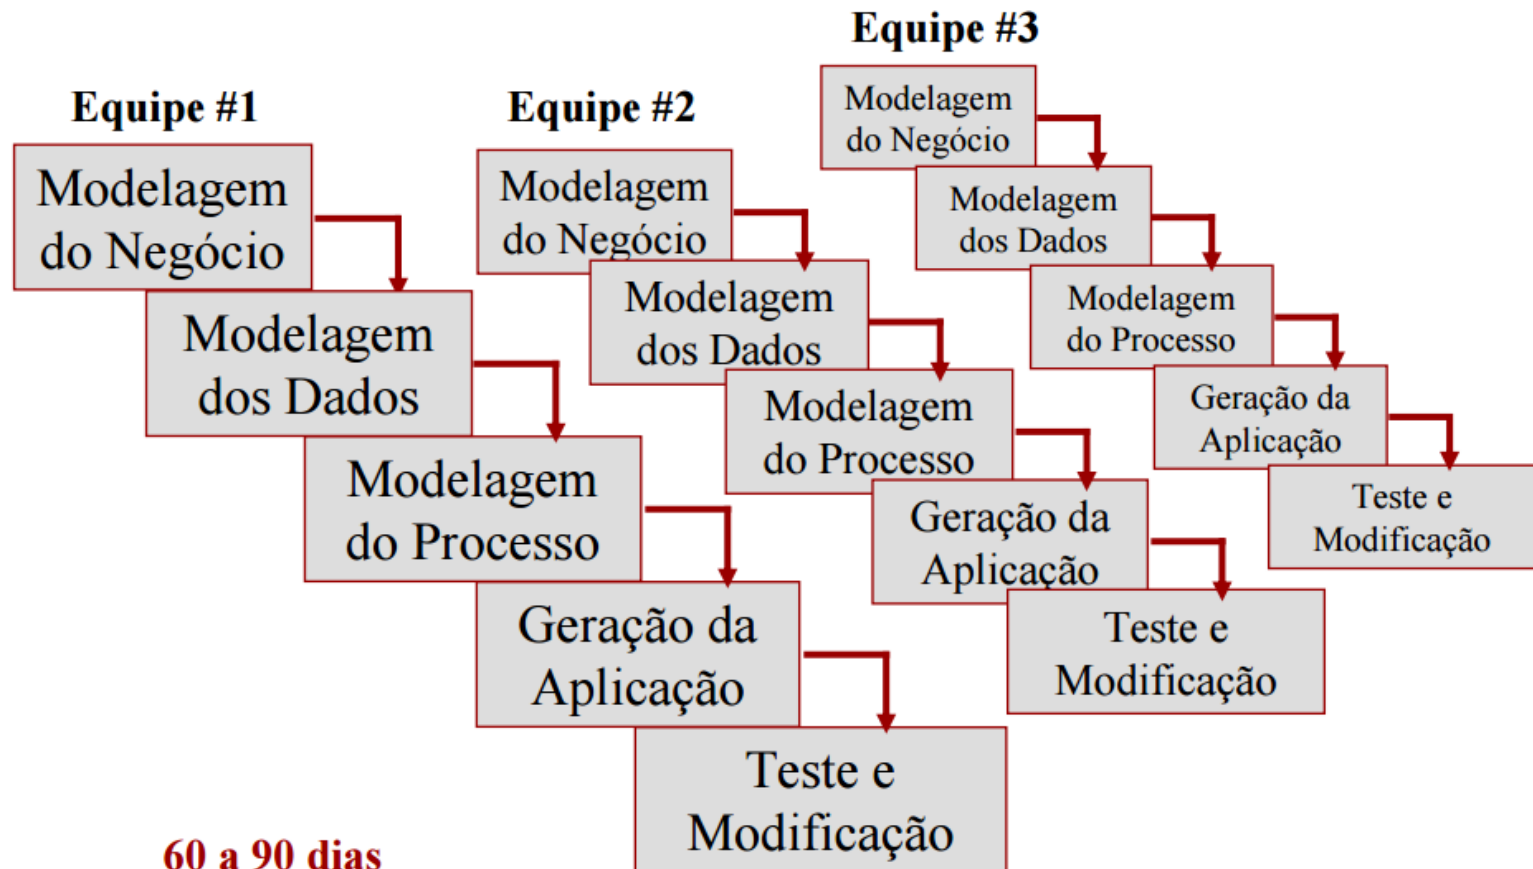 Equipe #1
Modelagem
do Negócio
Modelagem
dos Dados
Modelagem
do Processo
Geração da
Aplicação
Teste e
Modificação
Equipe #2
Modelagem
do Negócio
Modelagem
dos Dados
Modelagem
do Processo
Geração da
Aplicação
Teste e
Modificação
Equipe #3
Modelagem
do Negócio
Modelagem
dos Dados
Modelagem
do Processo
Geração da
Aplicação
Teste e
Modificação
60 a 90 dias